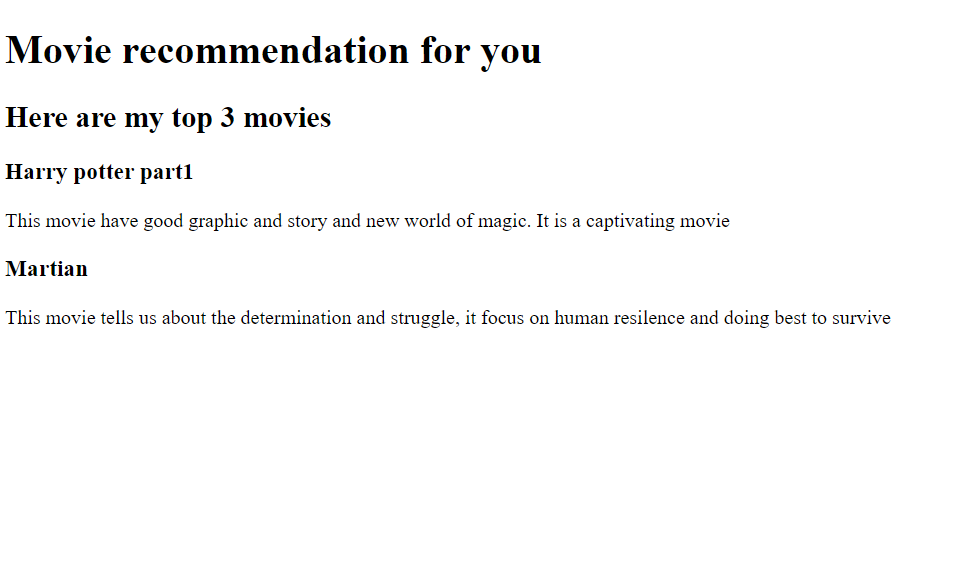 Movie recommendation for you
Here are my top 3 movies
Harry potter part1
This movie have good graphic and story and new world of magic. It is a captivating movie
Martian
This movie tells us about the determination and struggle, it focus on human resilence and doing best to survive